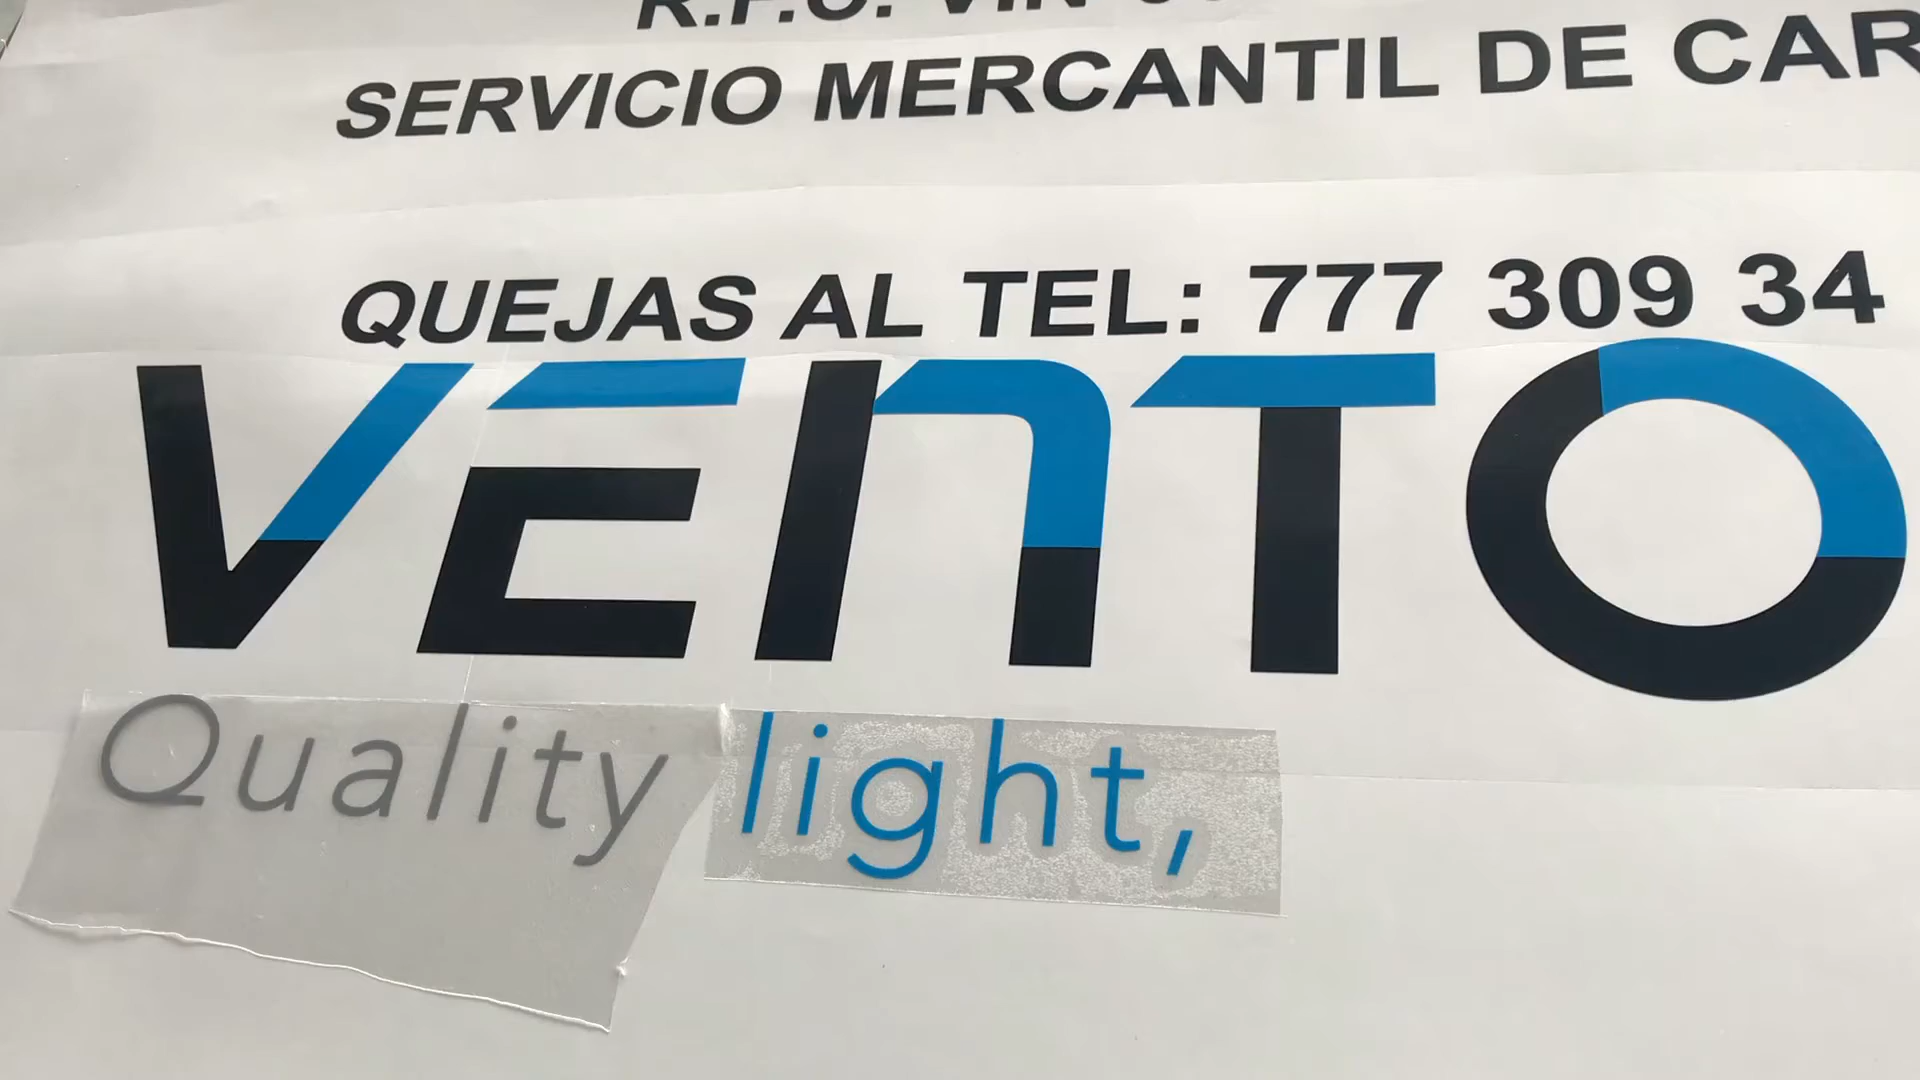 SERVICIO MERCANTIL DE CAR
QUEJAS AL TEL: 777 309 34
VENTO
Quality light,